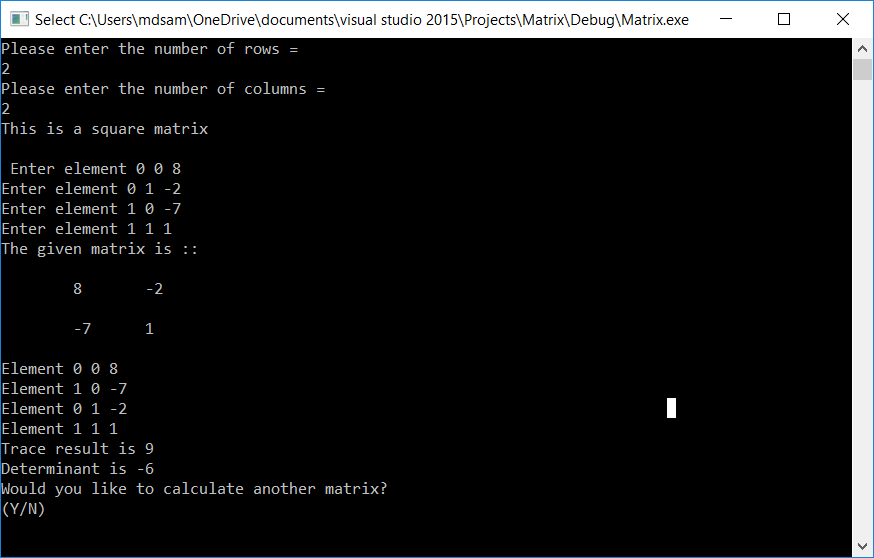 Select C:\Users\mdsam\OneDrive\documents\visual studio 2015\Projects\Matrix\Debug\Matrix.exe
Please enter the number of rows =
2
Please enter the number of columns =
2
This is a square matrix
Enter element 0 0 8
Enter element 0 1 -2
Enter element 1 0 -7
Enter element 1 1 1
The given matrix is ::
8 -2
-7 1
Element 0 0 8
Element 1 0 -7
Element 0 1 -2
Element 1 1 1
Trace result is 9
Determinant is -6
Would you like to calculate another matrix?
(Y/N)